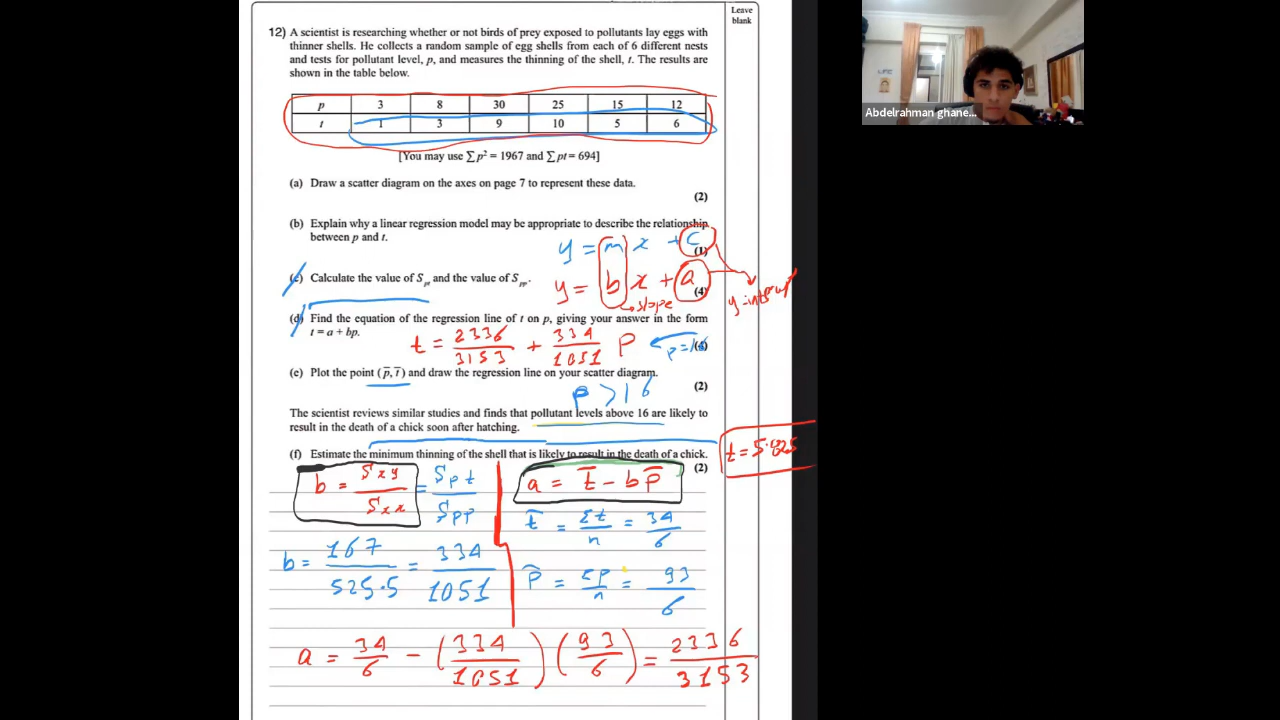 Leave
blank
Abdelrahman ghane...
12) A scientist is researching whether or not birds of prey exposed to pollutants lay eggs with
thinner shells. He collects a random sample of egg shells from each of 6 different nests
and tests for pollutant level, p, and measures the thinning of the shell, t. The results are
shown in the table below.
p 3 8 30 25 15 12
t 1 3 9 10 5 6
[You may use ∑p² = 1967 and ∑pt = 694]
(a) Draw a scatter diagram on the axes on page 7 to represent these data.
(2)
(b) Explain why a linear regression model may be appropriate to describe the relationship
between p and t.
(1)
y = m x + c
(c) Calculate the value of Spt and the value of Spp.
(4)
y = b x + a
slope
(d) Find the equation of the regression line of t on p, giving your answer in the form
t = a + bp.
(4)
t = 2336/3153 + 334/1051 P
p = 16
(e) Plot the point (p̄, t̄) and draw the regression line on your scatter diagram.
(2)
P > 16
The scientist reviews similar studies and finds that pollutant levels above 16 are likely to
result in the death of a chick soon after hatching.
(f) Estimate the minimum thinning of the shell that is likely to result in the death of a chick.
(2)
t = 5.825
b = Sxy/Sxx = Spt/Spp
a = t̄ - b p̄
t̄ = Σt/n = 34/6
b = 167/525.5 = 334/1051
p̄ = Σp/n = 93/6
a = 34/6 - (334/1051) (93/6) = 2336/3153